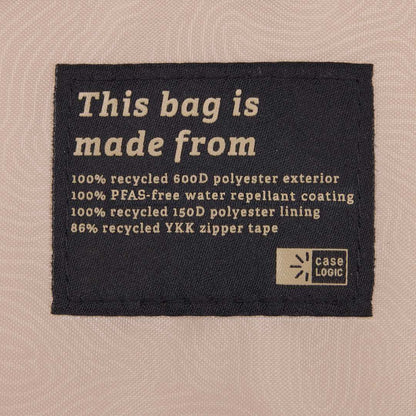 This bag is
made from
100% recycled 600D polyester exterior
100% PFAS-free water repellant coating
100% recycled 150D polyester lining
86% recycled YKK zipper tape
case
LOGIC